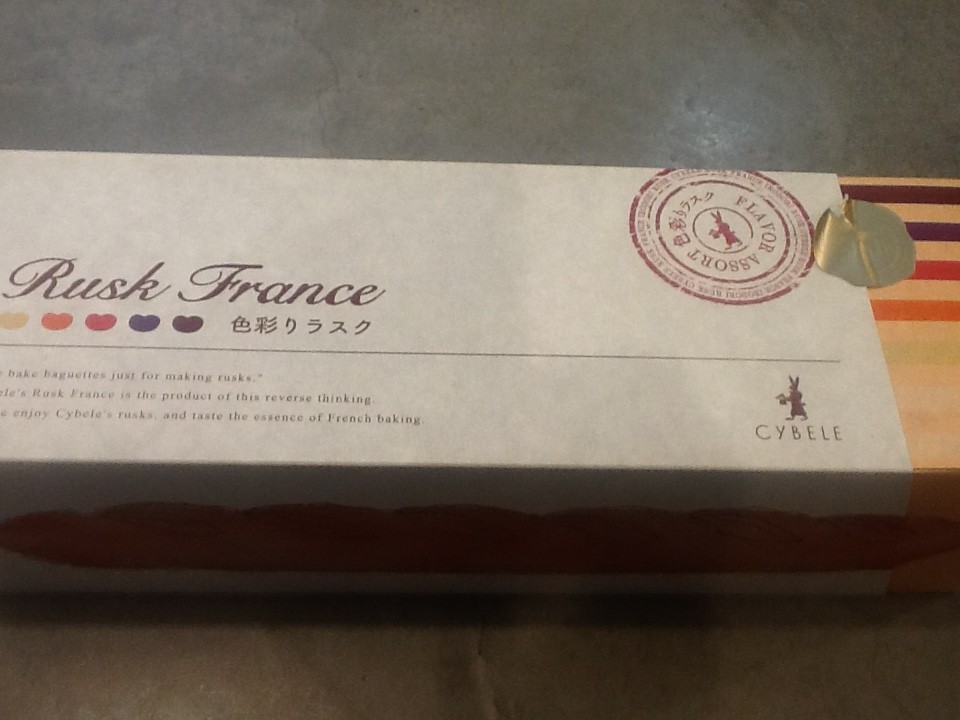 Rusk France
色彩りラスク
bake baguettes just for making rusks."
Rusk France is the product of this reverse thinking.
enjoy Cybele's rusks, and taste the essence of French baking.
色彩りラスク
FLAVOR ASSORT
CYBELE